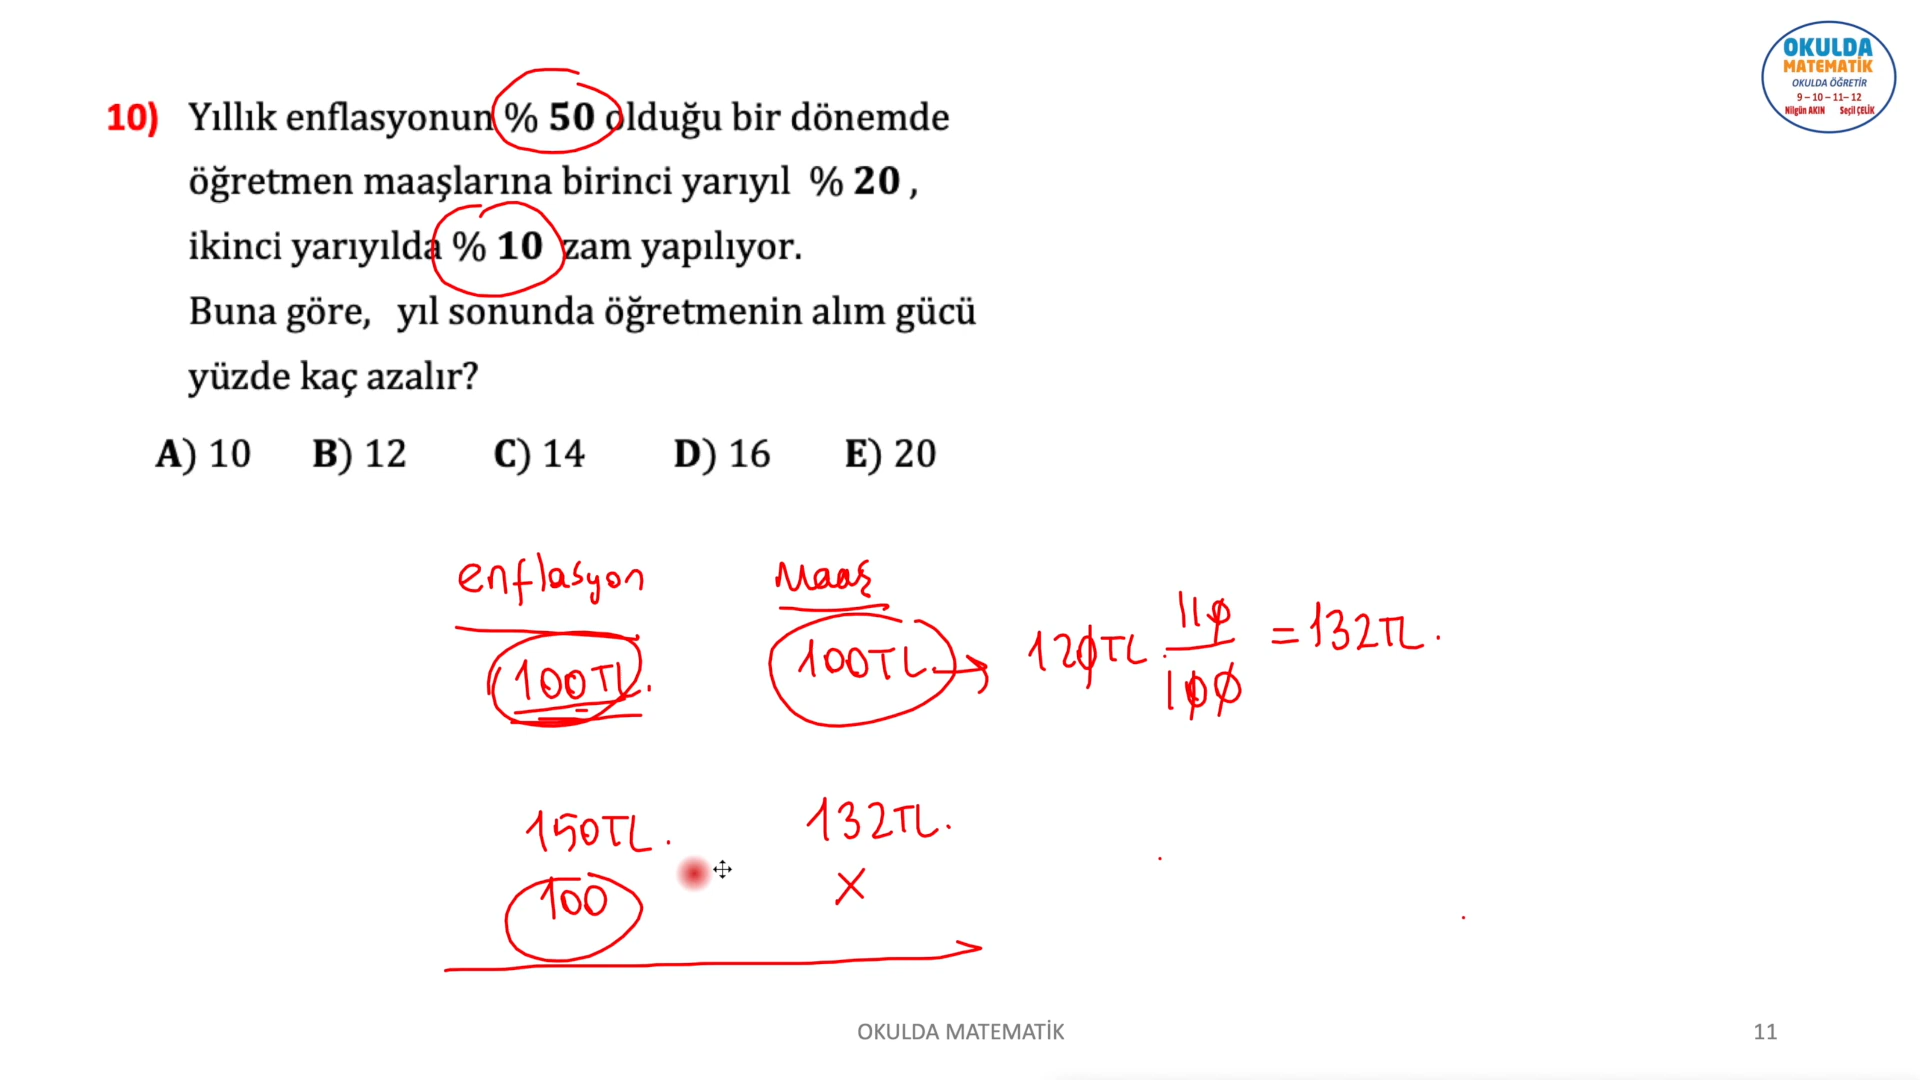 OKULDA
MATEMATİK
OKULDA ÖĞRETİR
9 – 10 – 11– 12
Nilgün AKIN Seçil ÇELİK
10) Yıllık enflasyonun % 50 olduğu bir dönemde
öğretmen maaşlarına birinci yarıyıl % 20 ,
ikinci yarıyılda % 10 zam yapılıyor.
Buna göre, yıl sonunda öğretmenin alım gücü
yüzde kaç azalır?
A) 10 B) 12 C) 14 D) 16 E) 20
enflasyon Maaş
100TL. 100TL → 120TL . 110/100 = 132TL.
150TL. 132TL.
100 X
OKULDA MATEMATİK 11